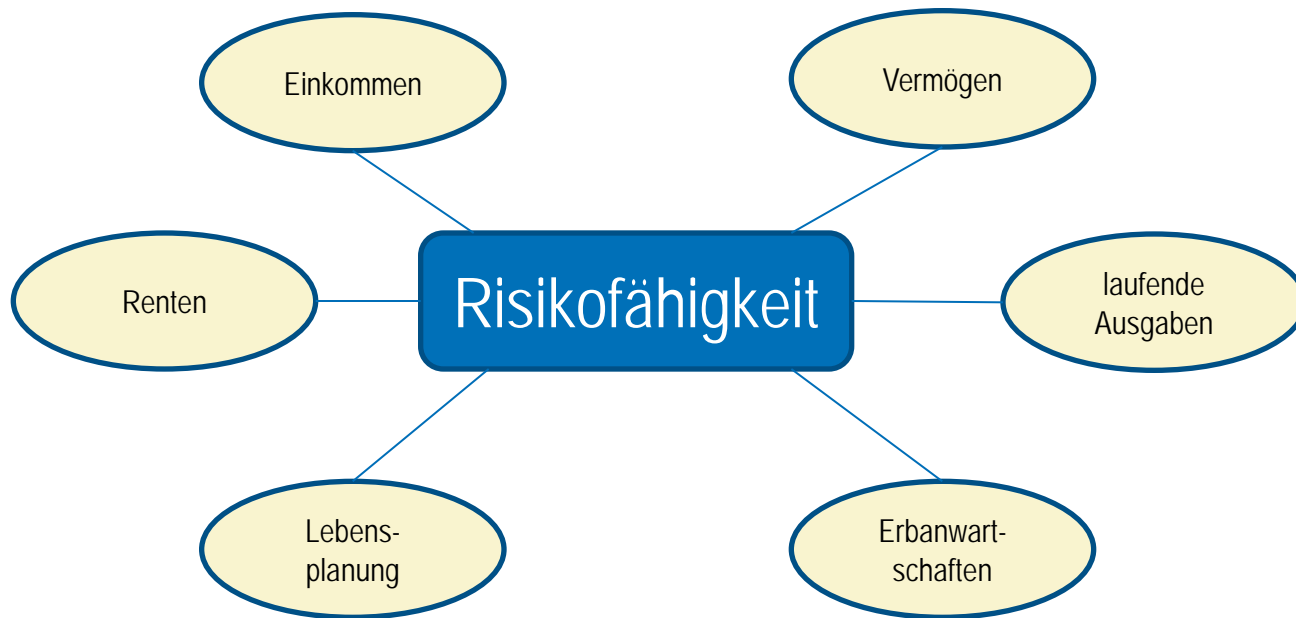 Einkommen
Vermögen
Renten
Risikofähigkeit
laufende
Ausgaben
Lebens-
planung
Erbanwart-
schaften